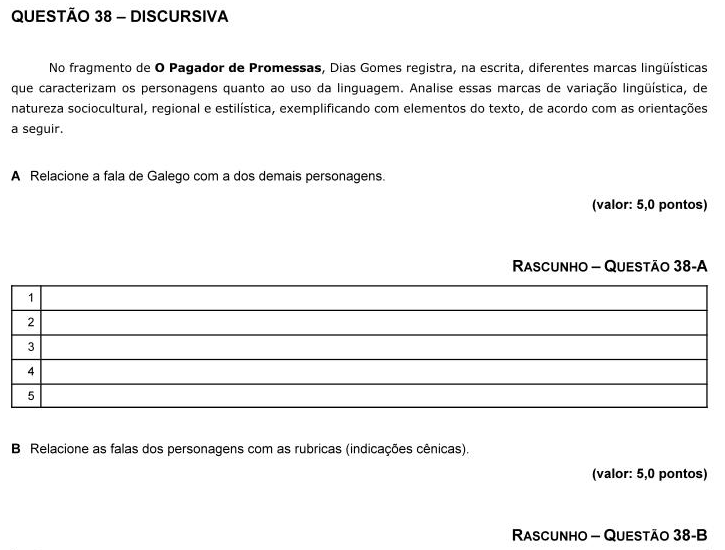 QUESTÃO 38 – DISCURSIVA
No fragmento de O Pagador de Promessas, Dias Gomes registra, na escrita, diferentes marcas lingüísticas
que caracterizam os personagens quanto ao uso da linguagem. Analise essas marcas de variação lingüística, de
natureza sociocultural, regional e estilística, exemplificando com elementos do texto, de acordo com as orientações
a seguir.
A Relacione a fala de Galego com a dos demais personagens.
(valor: 5,0 pontos)
RASCUNHO – QUESTÃO 38-A
1
2
3
4
5
B Relacione as falas dos personagens com as rubricas (indicações cênicas).
(valor: 5,0 pontos)
RASCUNHO – QUESTÃO 38-B